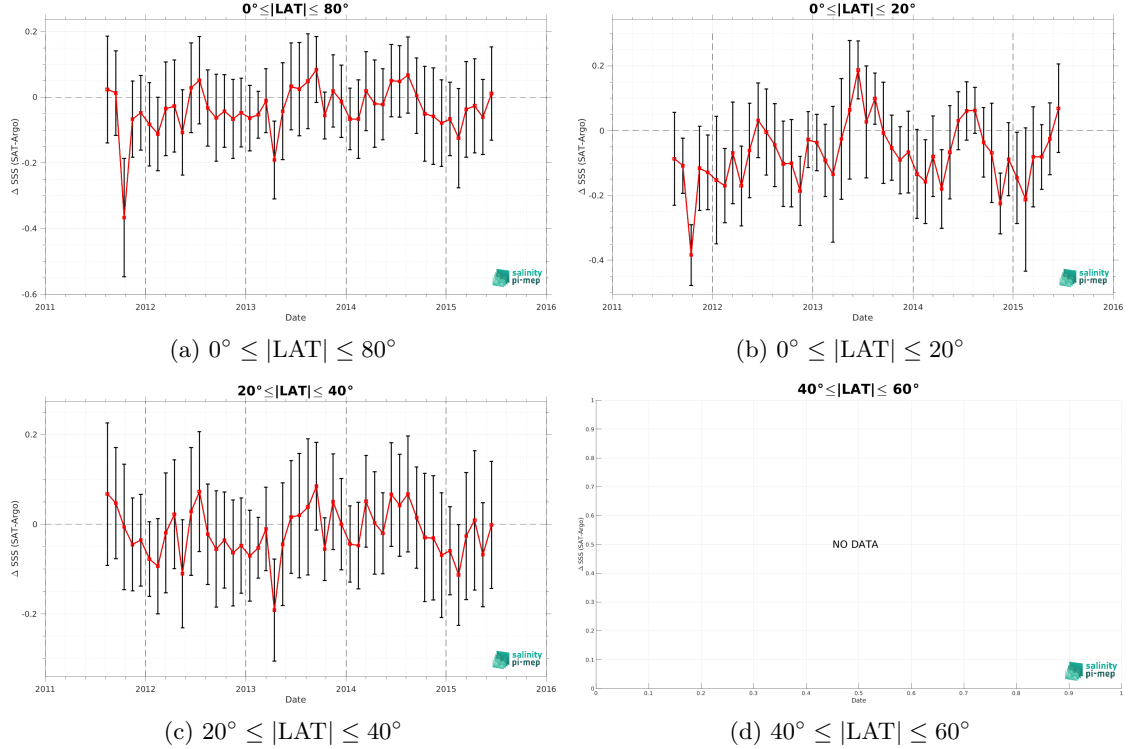 0°≤|LAT|≤ 80°
0.2
0
-0.2
-0.4
-0.6
Δ SSS (SAT-Argo)
2011 2012 2013 2014 2015 2016
Date
salinity
pi-mep
(a) 0° ≤ |LAT| ≤ 80°
0°≤|LAT|≤ 20°
0.2
0
-0.2
-0.4
Δ SSS (SAT-Argo)
2011 2012 2013 2014 2015 2016
Date
salinity
pi-mep
(b) 0° ≤ |LAT| ≤ 20°
20°≤|LAT|≤ 40°
0.2
0
-0.2
Δ SSS (SAT-Argo)
2011 2012 2013 2014 2015 2016
Date
salinity
pi-mep
(c) 20° ≤ |LAT| ≤ 40°
40°≤|LAT|≤ 60°
1
0.9
0.8
0.7
0.6
0.5
0.4
0.3
0.2
0.1
0
Δ SSS (SAT-Argo)
NO DATA
0 0.1 0.2 0.3 0.4 0.5 0.6 0.7 0.8 0.9 1
Date
salinity
pi-mep
(d) 40° ≤ |LAT| ≤ 60°